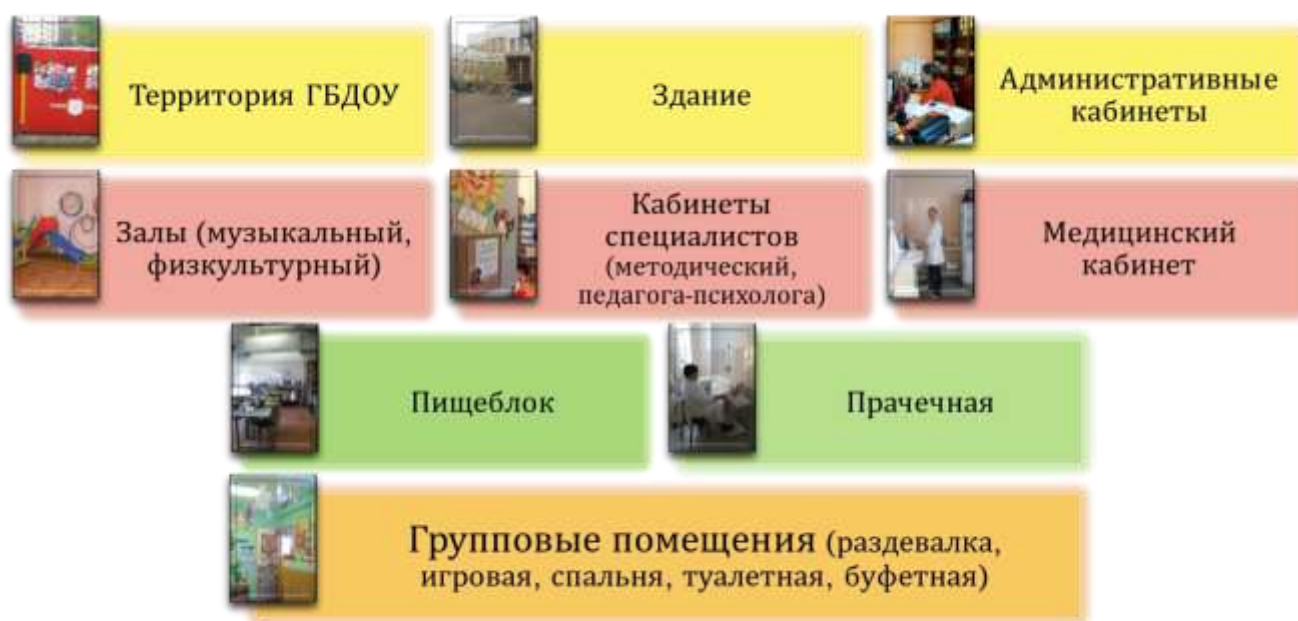 Территория ГБДОУ
Здание
Административные
кабинеты
Залы (музыкальный,
физкультурный)
Кабинеты
специалистов
(методический,
педагога-психолога)
Медицинский
кабинет
Пищеблок
Прачечная
Групповые помещения (раздевалка,
игровая, спальня, туалетная, буфетная)